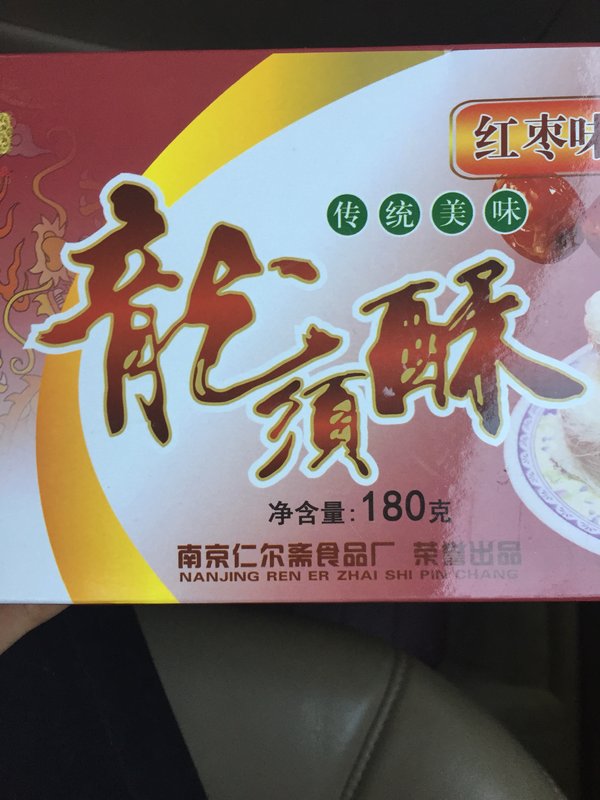 红枣味
传统美味
龍須酥
净含量:180克
南京仁尔斋食品厂 荣誉出品
NANJING REN ER ZHAI SHI PIN CHANG